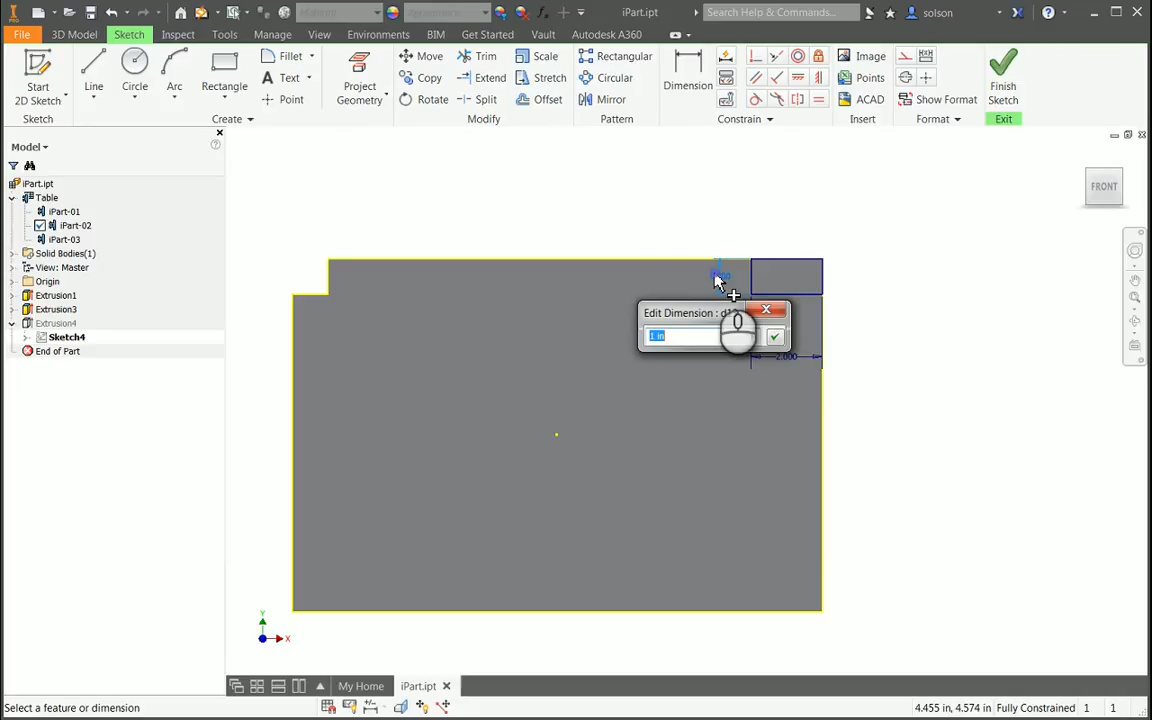 iPart.ipt
Search Help & Commands...
solson
File
3D Model
Sketch
Inspect
Tools
Manage
View
Environments
BIM
Get Started
Vault
Autodesk A360
Start
2D Sketch
Line
Circle
Arc
Rectangle
Fillet
Text
Point
Project
Geometry
Move
Copy
Rotate
Trim
Extend
Split
Scale
Stretch
Offset
Rectangular
Circular
Mirror
Dimension
Image
Points
ACAD
Show Format
Finish
Sketch
Sketch
Create
Modify
Pattern
Constrain
Insert
Format
Exit
Model
iPart.ipt
Table
iPart-01
iPart-02
iPart-03
Solid Bodies(1)
View: Master
Origin
Extrusion1
Extrusion3
Extrusion4
Sketch4
End of Part
FRONT
Edit Dimension : d1
1 in
2.000
Y
X
My Home
iPart.ipt
Select a feature or dimension
4.455 in, 4.574 in
Fully Constrained
1
1